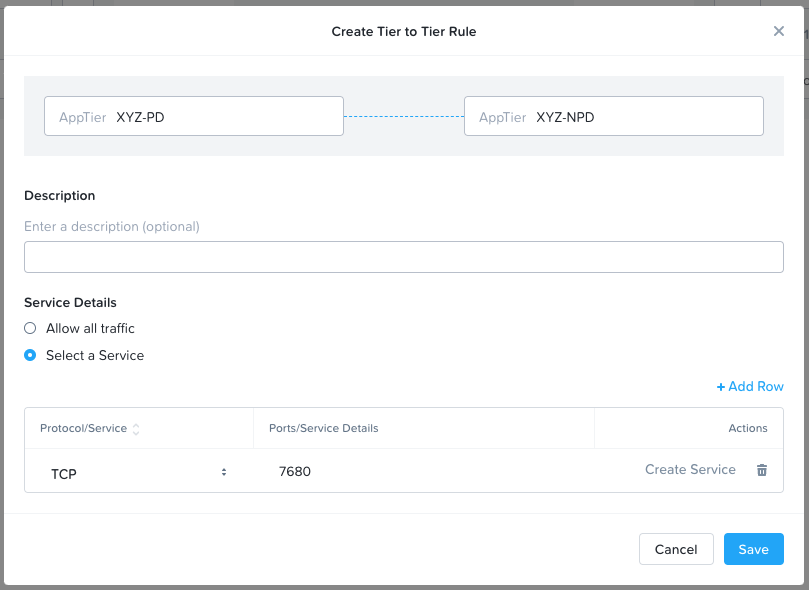 Create Tier to Tier Rule
AppTier XYZ-PD
AppTier XYZ-NPD
Description
Enter a description (optional)
Service Details
Allow all traffic
Select a Service
+ Add Row
Protocol/Service Ports/Service Details Actions
TCP 7680 Create Service
Cancel Save